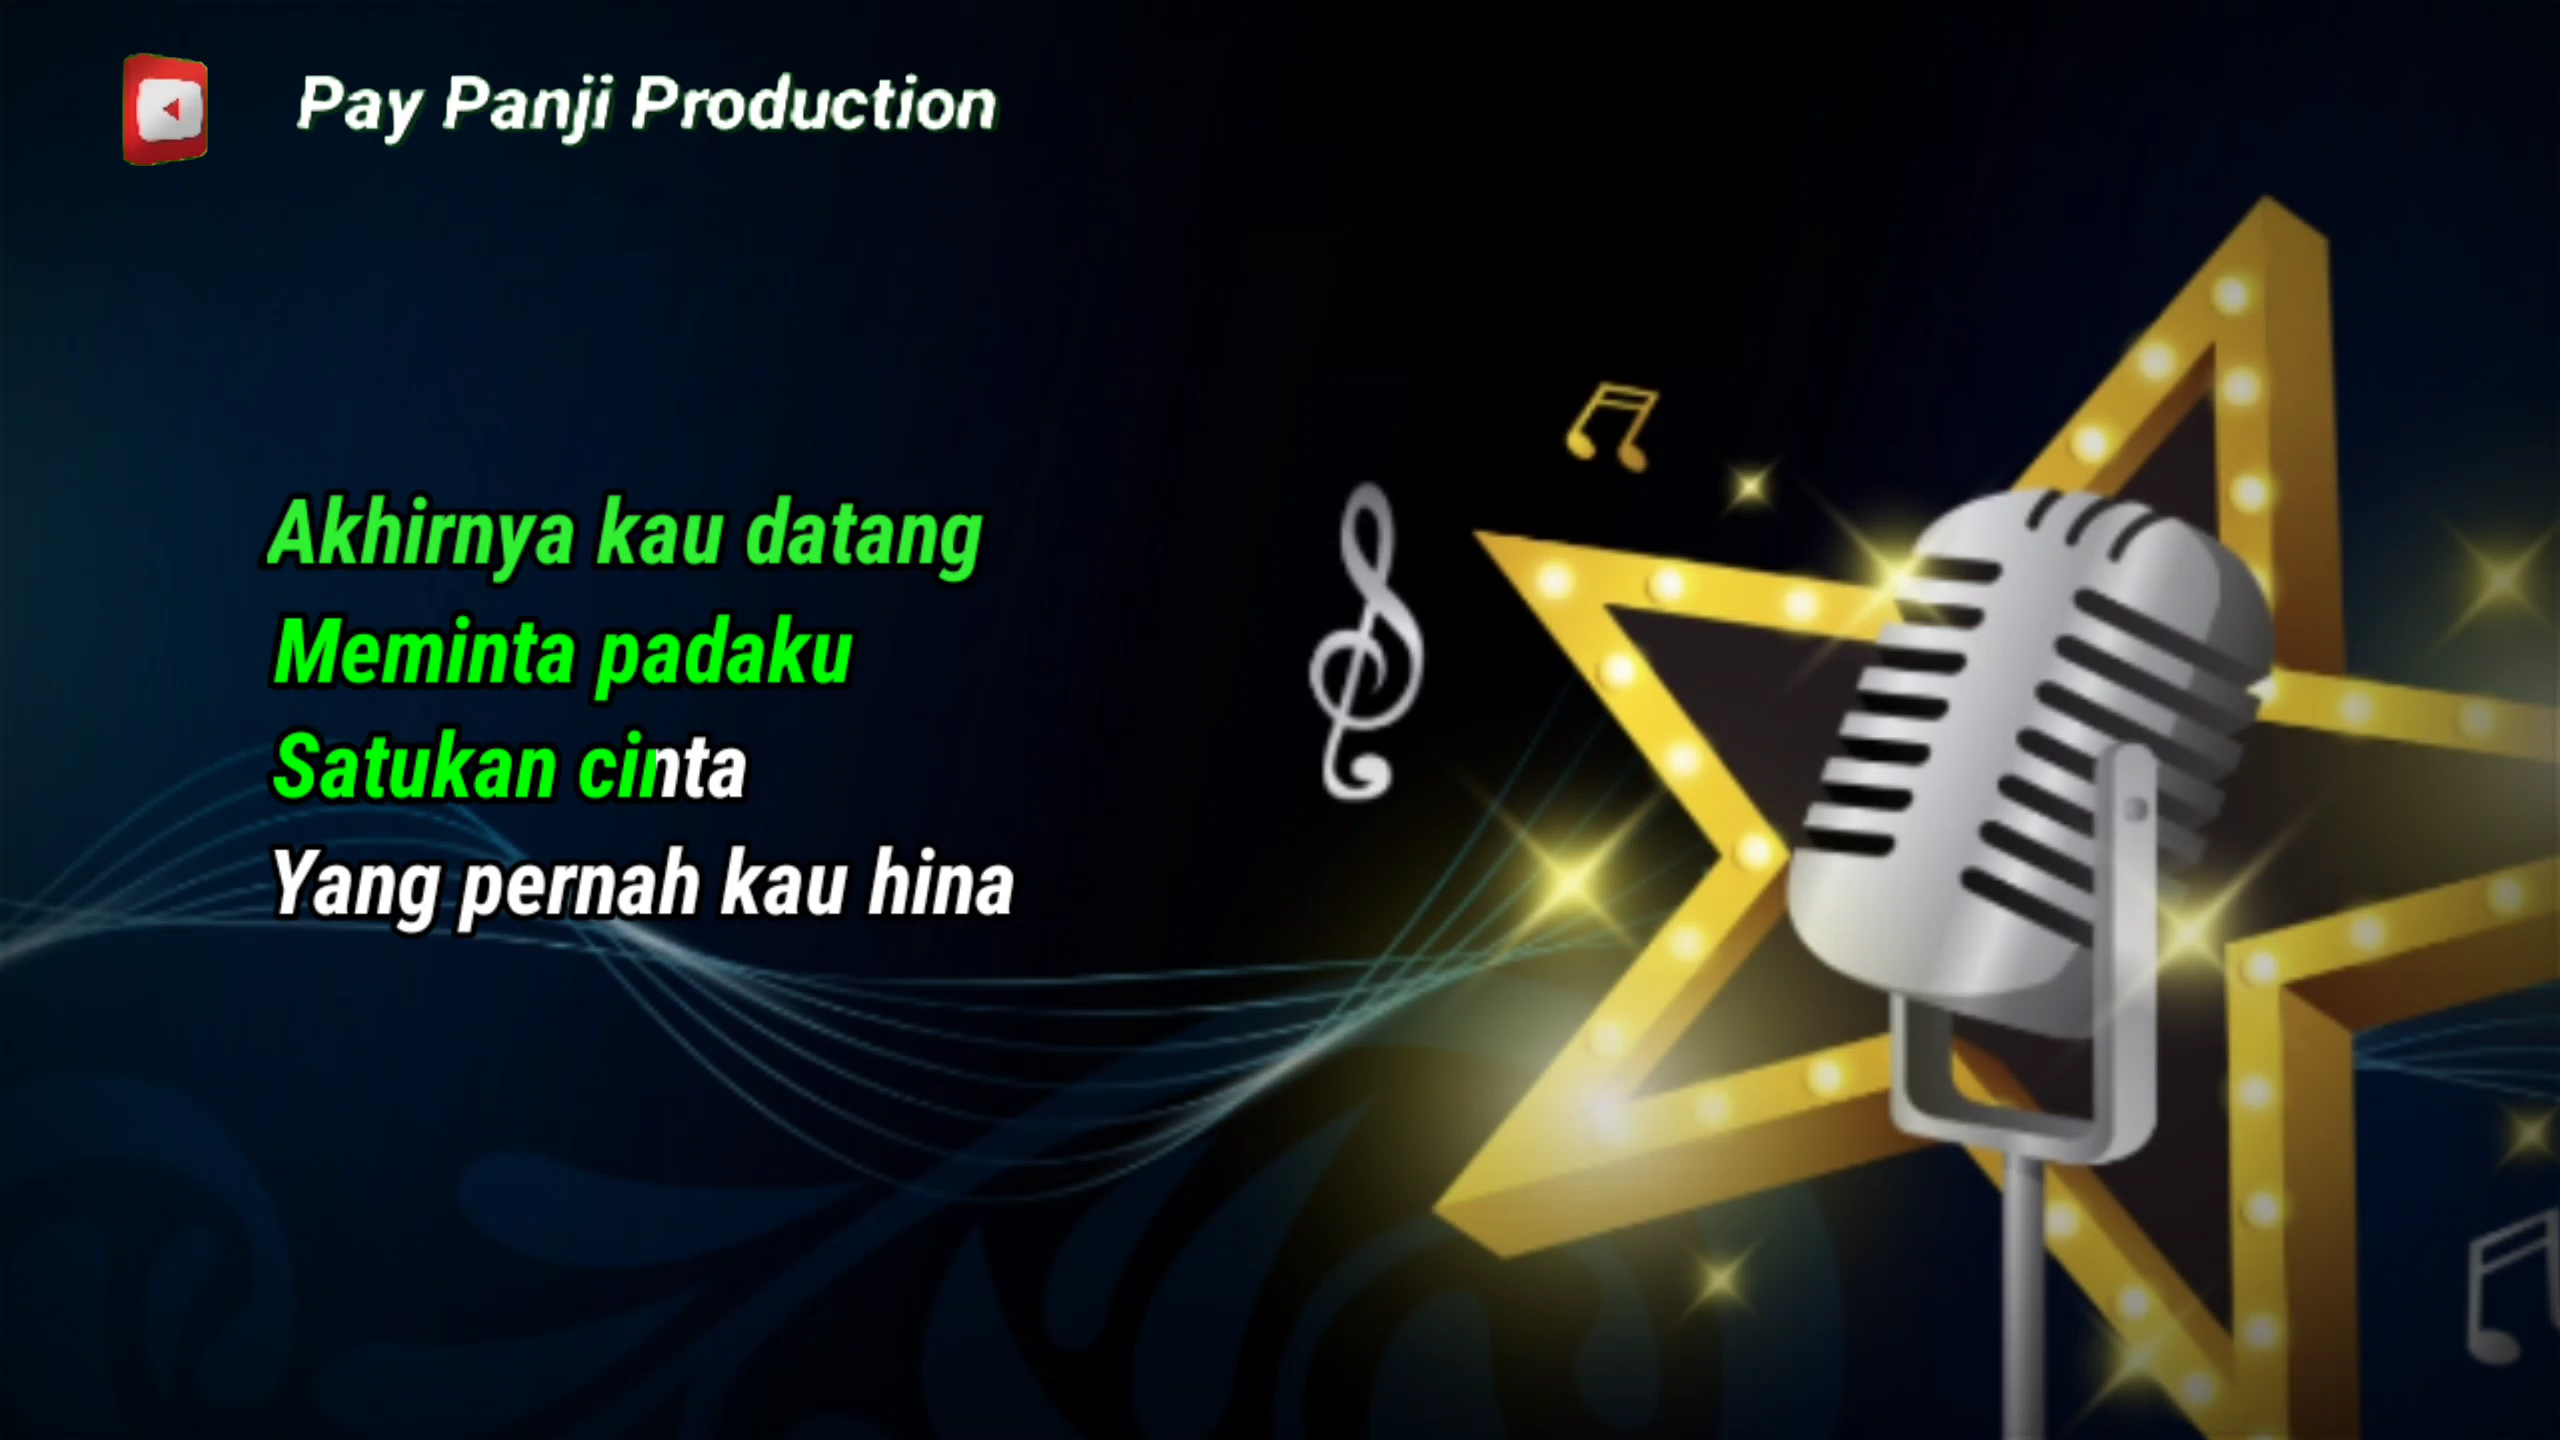 Pay Panji Production
Akhirnya kau datang
Meminta padaku
Satukan cinta
Yang pernah kau hina